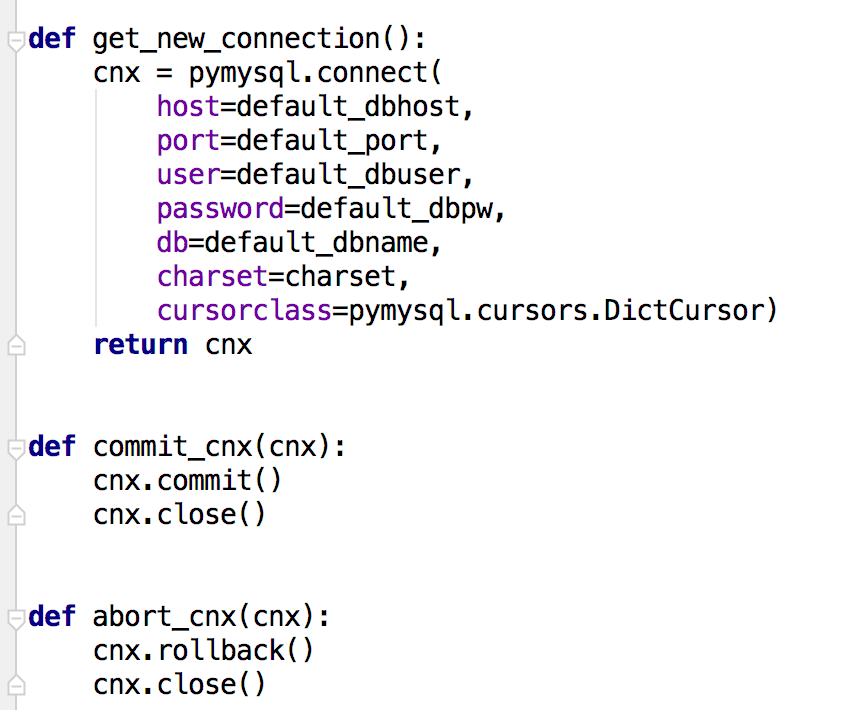 def get_new_connection():
    cnx = pymysql.connect(
        host=default_dbhost,
        port=default_port,
        user=default_dbuser,
        password=default_dbpw,
        db=default_dbname,
        charset=charset,
        cursorclass=pymysql.cursors.DictCursor)
    return cnx
def commit_cnx(cnx):
    cnx.commit()
    cnx.close()
def abort_cnx(cnx):
    cnx.rollback()
    cnx.close()